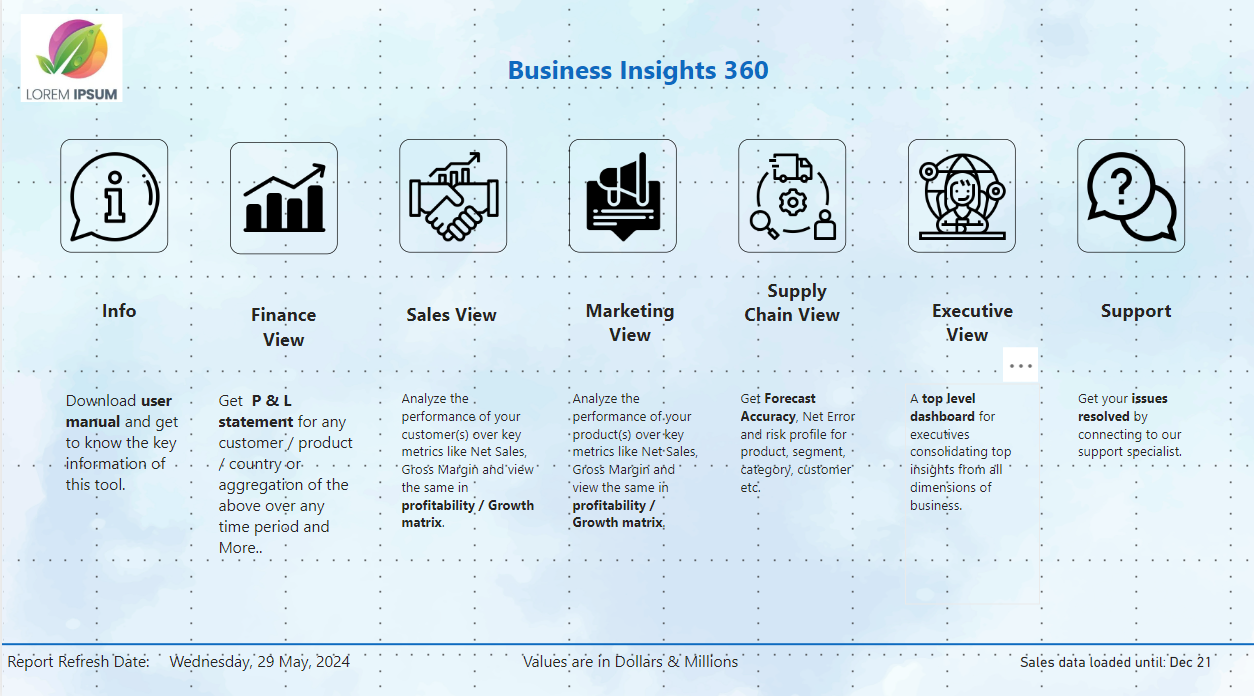 LOREM IPSUM
Business Insights 360
Info
Finance
View
Sales View
Marketing
View
Supply
Chain View
Executive
View
Support
Download user
manual and get
to know the key
information of
this tool.
Get P & L
statement for any
customer / product
/ country or
aggregation of the
above over any
time period and
More..
Analyze the
performance of your
customer(s) over key
metrics like Net Sales,
Gross Margin and view
the same in
profitability / Growth
matrix.
Analyze the
performance of your
product(s) over key
metrics like Net Sales,
Gross Margin and
view the same in
profitability /
Growth matrix.
Get Forecast
Accuracy, Net Error
and risk profile for
product, segment,
category, customer
etc.
A top level
dashboard for
executives
consolidating top
insights from all
dimensions of
business.
Get your issues
resolved by
connecting to our
support specialist.
Report Refresh Date: Wednesday, 29 May, 2024
Values are in Dollars & Millions
Sales data loaded until: Dec 21